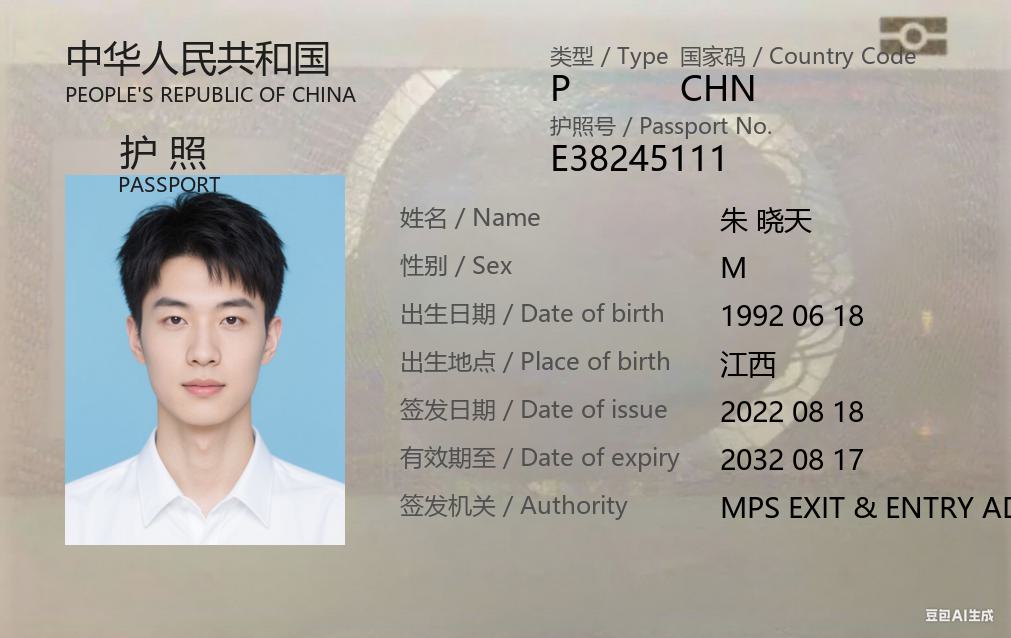 中华人民共和国
PEOPLE'S REPUBLIC OF CHINA
护 照
PASSPORT
类型 / Type 国家码 / Country Code
P CHN
护照号 / Passport No.
E38245111
姓名 / Name 朱 晓天
性别 / Sex M
出生日期 / Date of birth 1992 06 18
出生地点 / Place of birth 江西
签发日期 / Date of issue 2022 08 18
有效期至 / Date of expiry 2032 08 17
签发机关 / Authority MPS EXIT & ENTRY AD
豆包AI生成